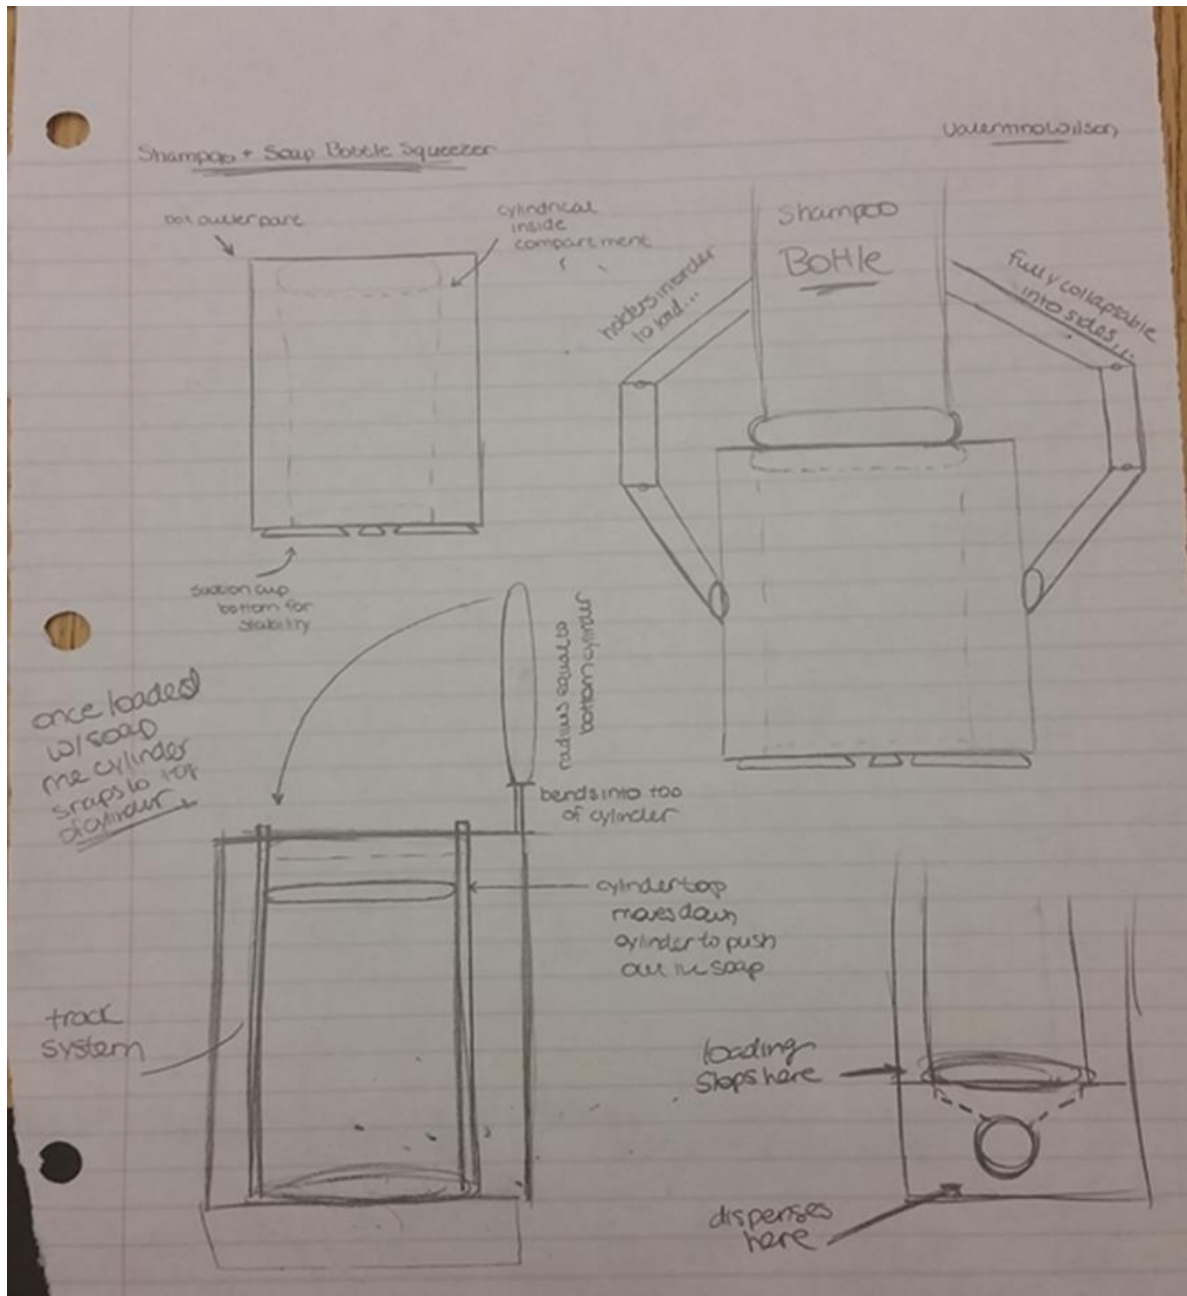 Valentino Wilson
Shampoo + Soap Bottle Squeezer
box outer part
cylindrical
inside
compartment
suction cup
bottom for
stability
Shampoo
Bottle
holders in order
to load...
fully collapsable
into sides...
once loaded
w/ soap
the cylinder
snaps to top
of cylinder
radius equal to
bottom cylinder
bends into top
of cylinder
cylinder top
moves down
cylinder to push
out the soap
track
system
loading
stops here
dispenses
here